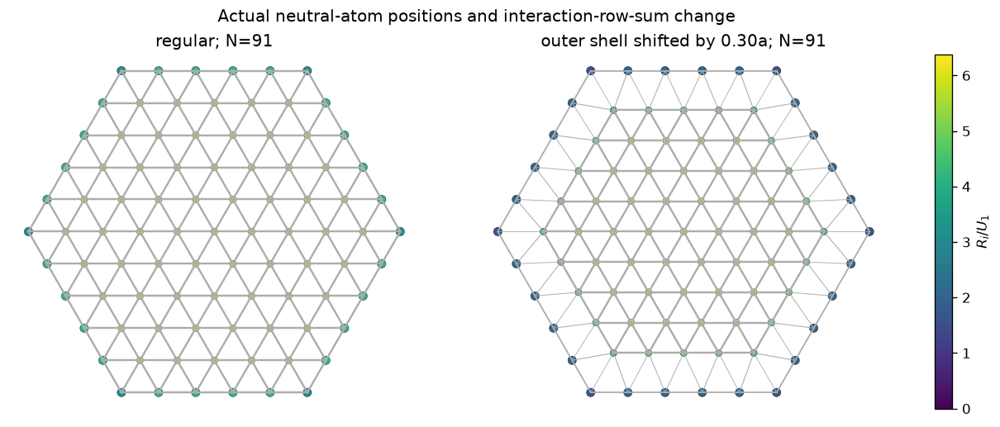 Actual neutral-atom positions and interaction-row-sum change
regular; N=91
outer shell shifted by 0.30a; N=91
6
5
4
3
2
1
0
R_i/U_1